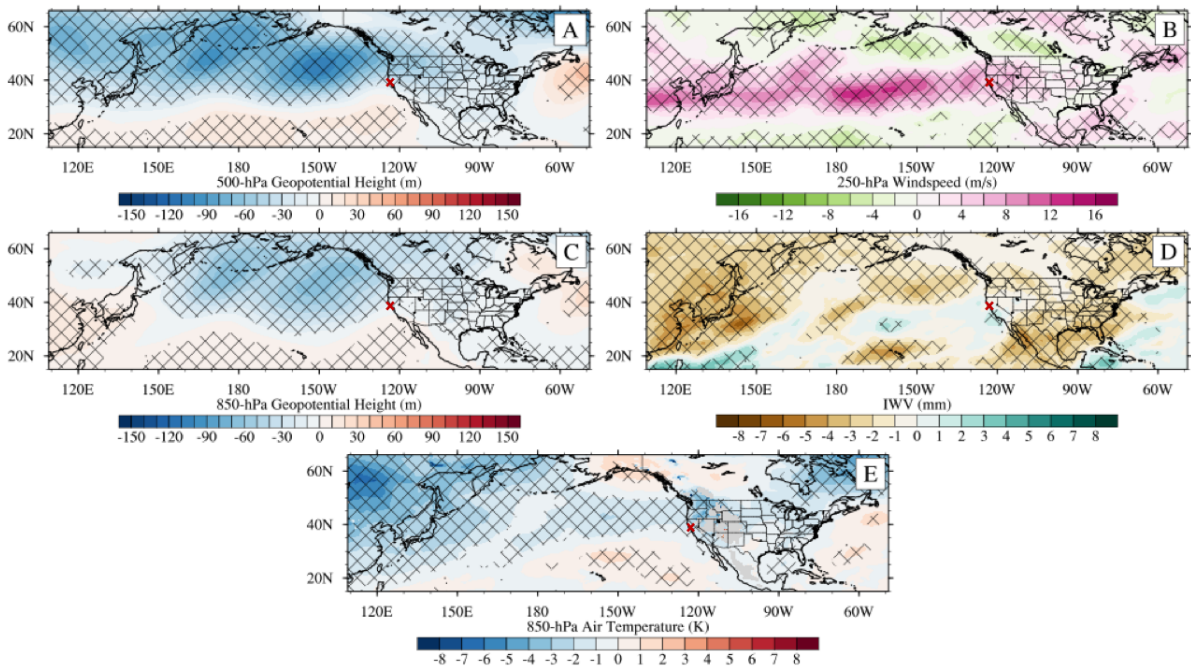 A
B
60N
40N
20N
120E 150E 180 150W 120W 90W 60W
500-hPa Geopotential Height (m)
-150 -120 -90 -60 -30 0 30 60 90 120 150
60N
40N
20N
120E 150E 180 150W 120W 90W 60W
250-hPa Windspeed (m/s)
-16 -12 -8 -4 0 4 8 12 16
C
D
60N
40N
20N
120E 150E 180 150W 120W 90W 60W
850-hPa Geopotential Height (m)
-150 -120 -90 -60 -30 0 30 60 90 120 150
60N
40N
20N
120E 150E 180 150W 120W 90W 60W
IWV (mm)
-8 -7 -6 -5 -4 -3 -2 -1 0 1 2 3 4 5 6 7 8
E
60N
40N
20N
120E 150E 180 150W 120W 90W 60W
850-hPa Air Temperature (K)
-8 -7 -6 -5 -4 -3 -2 -1 0 1 2 3 4 5 6 7 8